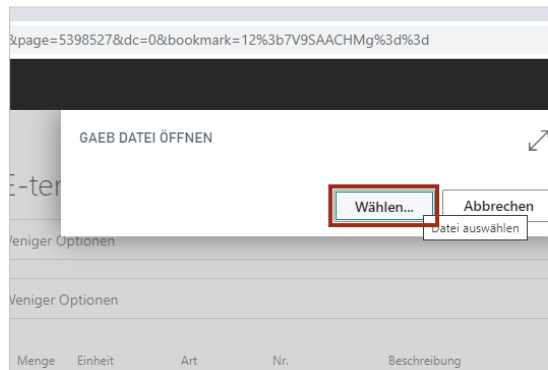 &page=5398527&dc=0&bookmark=12%3b7V9SAACHMg%3d%3d
GAEB DATEI ÖFFNEN
E-ter
Wählen...
Abbrechen
Datei auswählen
Weniger Optionen
Weniger Optionen
Menge Einheit Art Nr. Beschreibung